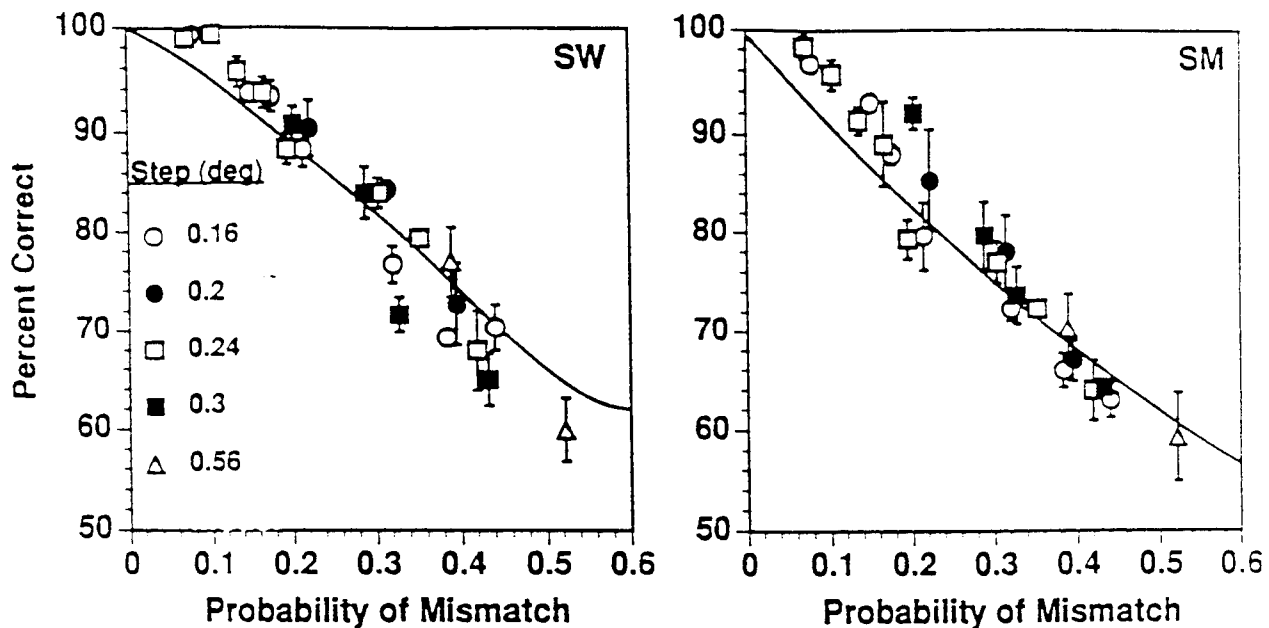 SW
100
90
80
70
60
50
Percent Correct
Step (deg)
0.16
0.2
0.24
0.3
0.56
0 0.1 0.2 0.3 0.4 0.5 0.6
Probability of Mismatch
SM
100
90
80
70
60
50
0 0.1 0.2 0.3 0.4 0.5 0.6
Probability of Mismatch